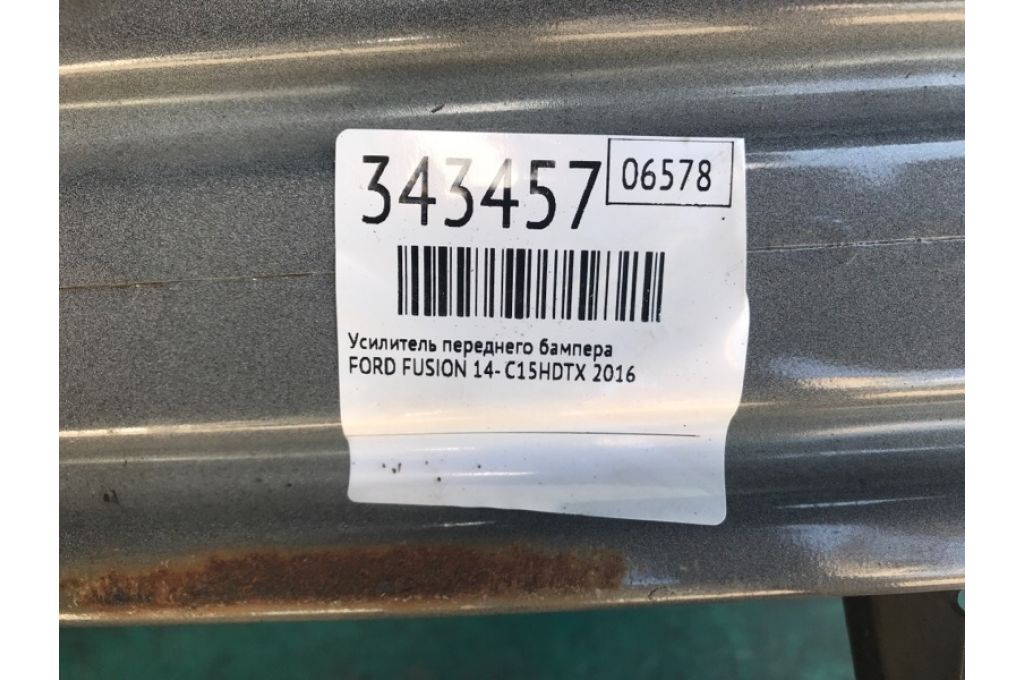 343457
06578
Усилитель переднего бампера
FORD FUSION 14- C15HDTX 2016